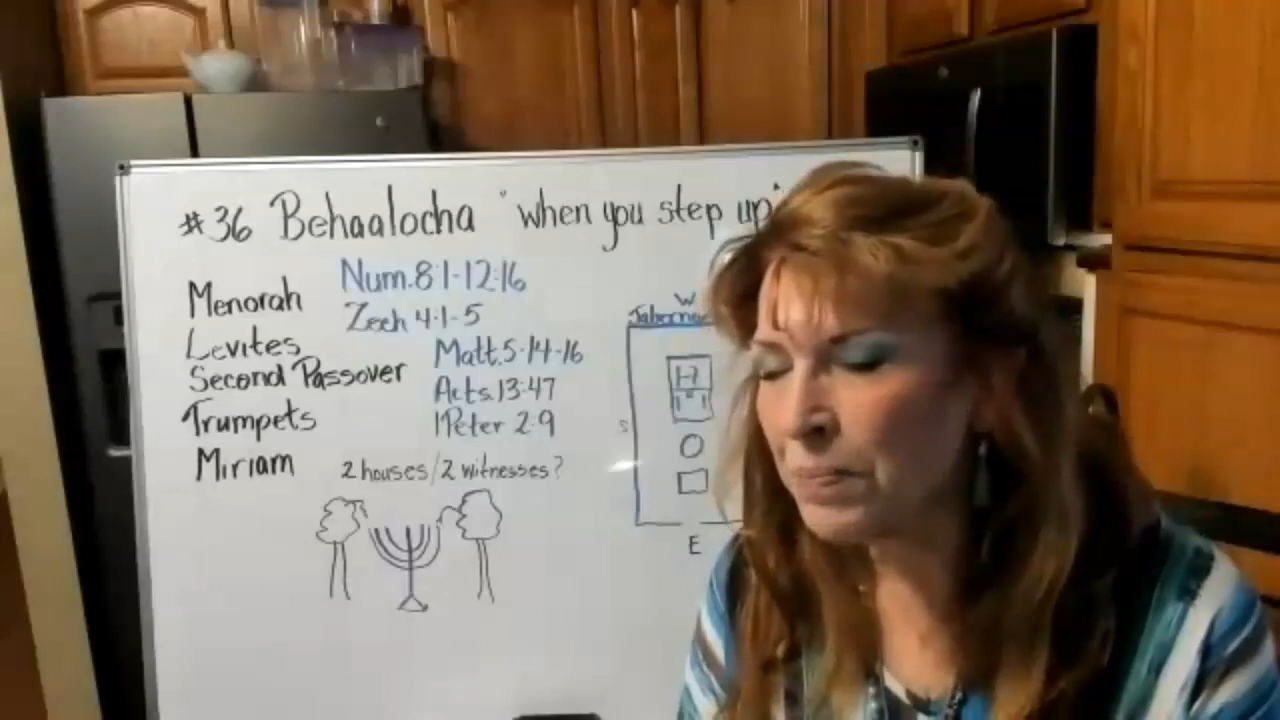 #36 Behaalocha "when you step up"
Menorah
Num. 8:1-12:16
Zech 4:1-5
Levites
Matt. 5-14-16
Second Passover
Acts. 13:47
Trumpets
1Peter 2:9
Miriam
2 houses/2 witnesses?
W
S
E